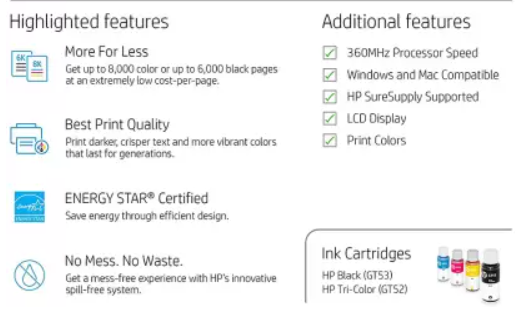 Highlighted features
More For Less
Get up to 8,000 color or up to 6,000 black pages
at an extremely low cost-per-page.
Best Print Quality
Print darker, crisper text and more vibrant colors
that last for generations.
ENERGY STAR® Certified
Save energy through efficient design.
No Mess. No Waste.
Get a mess-free experience with HP's innovative
spill-free system.
Additional features
360MHz Processor Speed
Windows and Mac Compatible
HP SureSupply Supported
LCD Display
Print Colors
Ink Cartridges
HP Black (GT53)
HP Tri-Color (GT52)
6K
8K